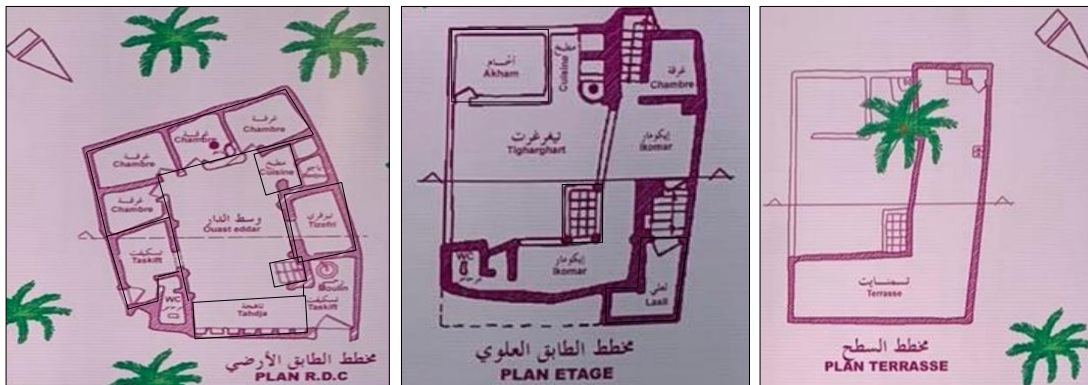 غرفة
Chambre
غرفة
Chambre
غرفة
Chambre
غرفة
Chambre
مطبخ
Cuisine
وسط الدار
Ouast eddar
تيزفري
Tizefri
تسكيفت
Taskift
WC
تاهجة
Tahdja
تسكيفت
Taskift
مخطط الطابق الأرضي
PLAN R.D.C
أخام
Akham
مطبخ
Cuisine
غرفة
Chambre
تيغرغرت
Tigharghart
إيكومار
Ikomar
WC
إيكومار
Ikomar
لعلي
Laali
مخطط الطابق العلوي
PLAN ETAGE
تمنايت
Terrasse
مخطط السطح
PLAN TERRASSE